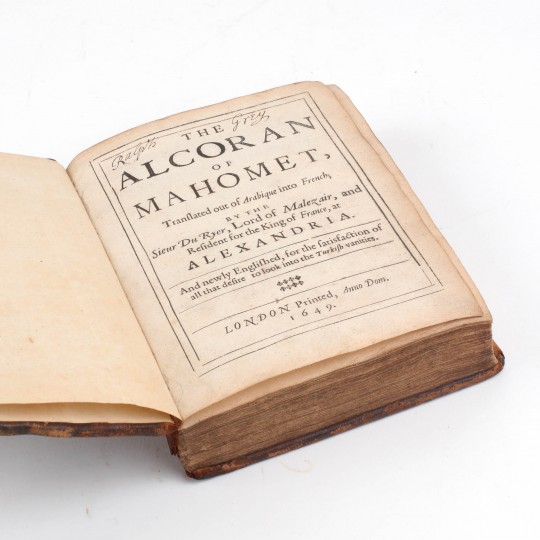 Ralph Grey
THE
ALCORAN
OF
MAHOMET,
Tranſlated out of Arabique into French,
BY THE
Sieur Du Ryer, Lord of Malezair, and
Reſident for the King of France, at
ALEXANDRIA.
And newly Engliſhed, for the ſatisfaction of
all that deſire to look into the Turkiſh vanities.
LONDON Printed, Anno Dom,
1649.